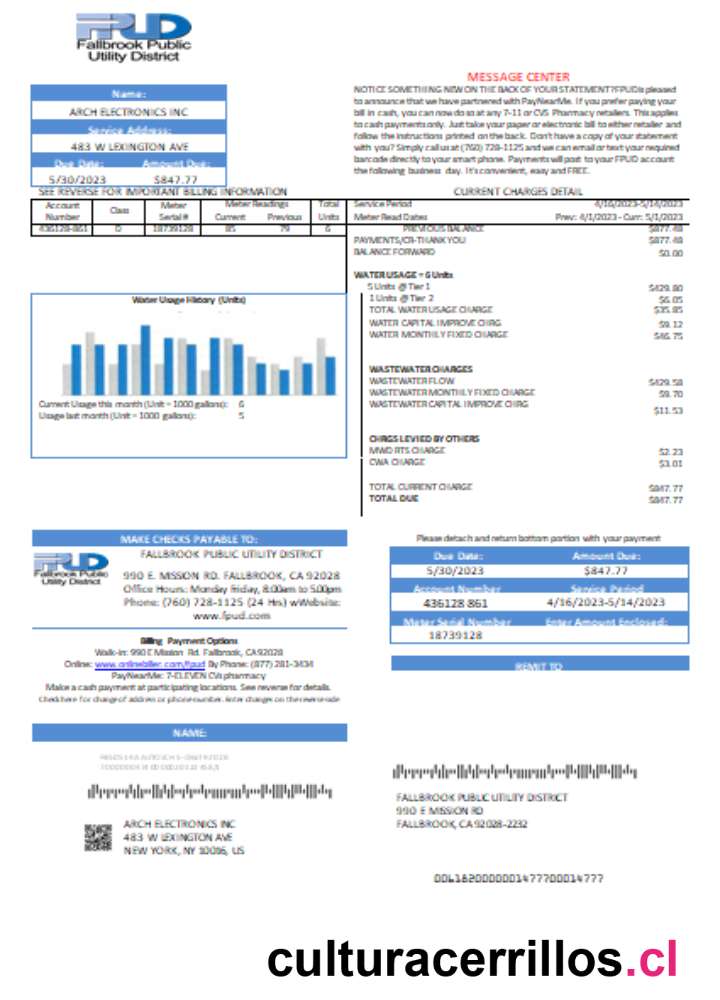 FPUD
Fallbrook Public
Utility District
Name:
ARCH ELECTRONICS INC
Service Address:
483 W LEXINGTON AVE
Due Date: Amount Due:
5/30/2023 $847.77
SEE REVERSE FOR IMPORTANT BILLING INFORMATION
MESSAGE CENTER
NOTICE SOMETHING NEW ON THE BACK OF YOUR STATEMENT? FPUD is pleased
to announce that we have partnered with PayNearMe. If you prefer paying your
bill in cash, you can now do so at any 7-11 or CVS Pharmacy retailers. This applies
to cash payments only. Just take your paper or electronic bill to either retailer and
follow the instructions printed on the back. Don't have a copy of your statement
with you? Simply call us at (760) 728-1125 and we can email or text your required
barcode directly to your smart phone. Payments will post to your FPUD account
the following business day. It's convenient, easy and FREE.
CURRENT CHARGES DETAIL
Account Number Class Meter Serial # Meter Readings Current Previous Total Units
436128-861 D 18739128 85 79 6
Service Period 4/16/2023-5/14/2023
Meter Read Dates Prev: 4/1/2023 - Curr: 5/1/2023
PREVIOUS BALANCE $877.48
PAYMENTS/CR-THANK YOU $877.48
BALANCE FORWARD $0.00
WATER USAGE = 6 Units
5 Units @ Tier 1 $429.80
1 Units @ Tier 2 $6.05
TOTAL WATER USAGE CHARGE $35.85
WATER CAPITAL IMPROVE CHRG $9.12
WATER MONTHLY FIXED CHARGE $46.75
WASTEWATER CHARGES
WASTEWATER FLOW $429.58
WASTEWATER MONTHLY FIXED CHARGE $9.70
WASTEWATER CAPITAL IMPROVE CHRG $11.53
CHRGS LEVIED BY OTHERS
MWD RTS CHARGE $2.23
CWA CHARGE $3.01
TOTAL CURRENT CHARGE $847.77
TOTAL DUE $847.77
Water Usage History (Units)
Current Usage this month (Unit = 1000 gallons): 6
Usage last month (Unit = 1000 gallons): 5
MAKE CHECKS PAYABLE TO:
FPUD
Fallbrook Public
Utility District
FALLBROOK PUBLIC UTILITY DISTRICT
990 E. MISSION RD. FALLBROOK, CA 92028
Office Hours: Monday Friday, 8:00am to 5:00pm
Phone: (760) 728-1125 (24 Hrs) wWebsite:
www.fpud.com
Billing Payment Options
Walk-in: 990 E Mission Rd. Fallbrook, CA 92028
Online: www.onlinebiller.com/fpud By Phone: (877) 281-3434
PayNearMe: 7-ELEVEN CVs pharmacy
Make a cash payment at participating locations. See reverse for details.
Check here for change of address or phone number. Enter changes on the reverse side
Please detach and return bottom portion with your payment
Due Date: Amount Due:
5/30/2023 $847.77
Account Number Service Period
436128 861 4/16/2023-5/14/2023
Meter Serial Number Enter Amount Enclosed:
18739128
REMIT TO
NAME:
ARCH ELECTRONICS INC
483 W LEXINGTON AVE
NEW YORK, NY 10016, US
FALLBROOK PUBLIC UTILITY DISTRICT
990 E MISSION RD
FALLBROOK, CA 92028-2232
culturacerrillos.cl